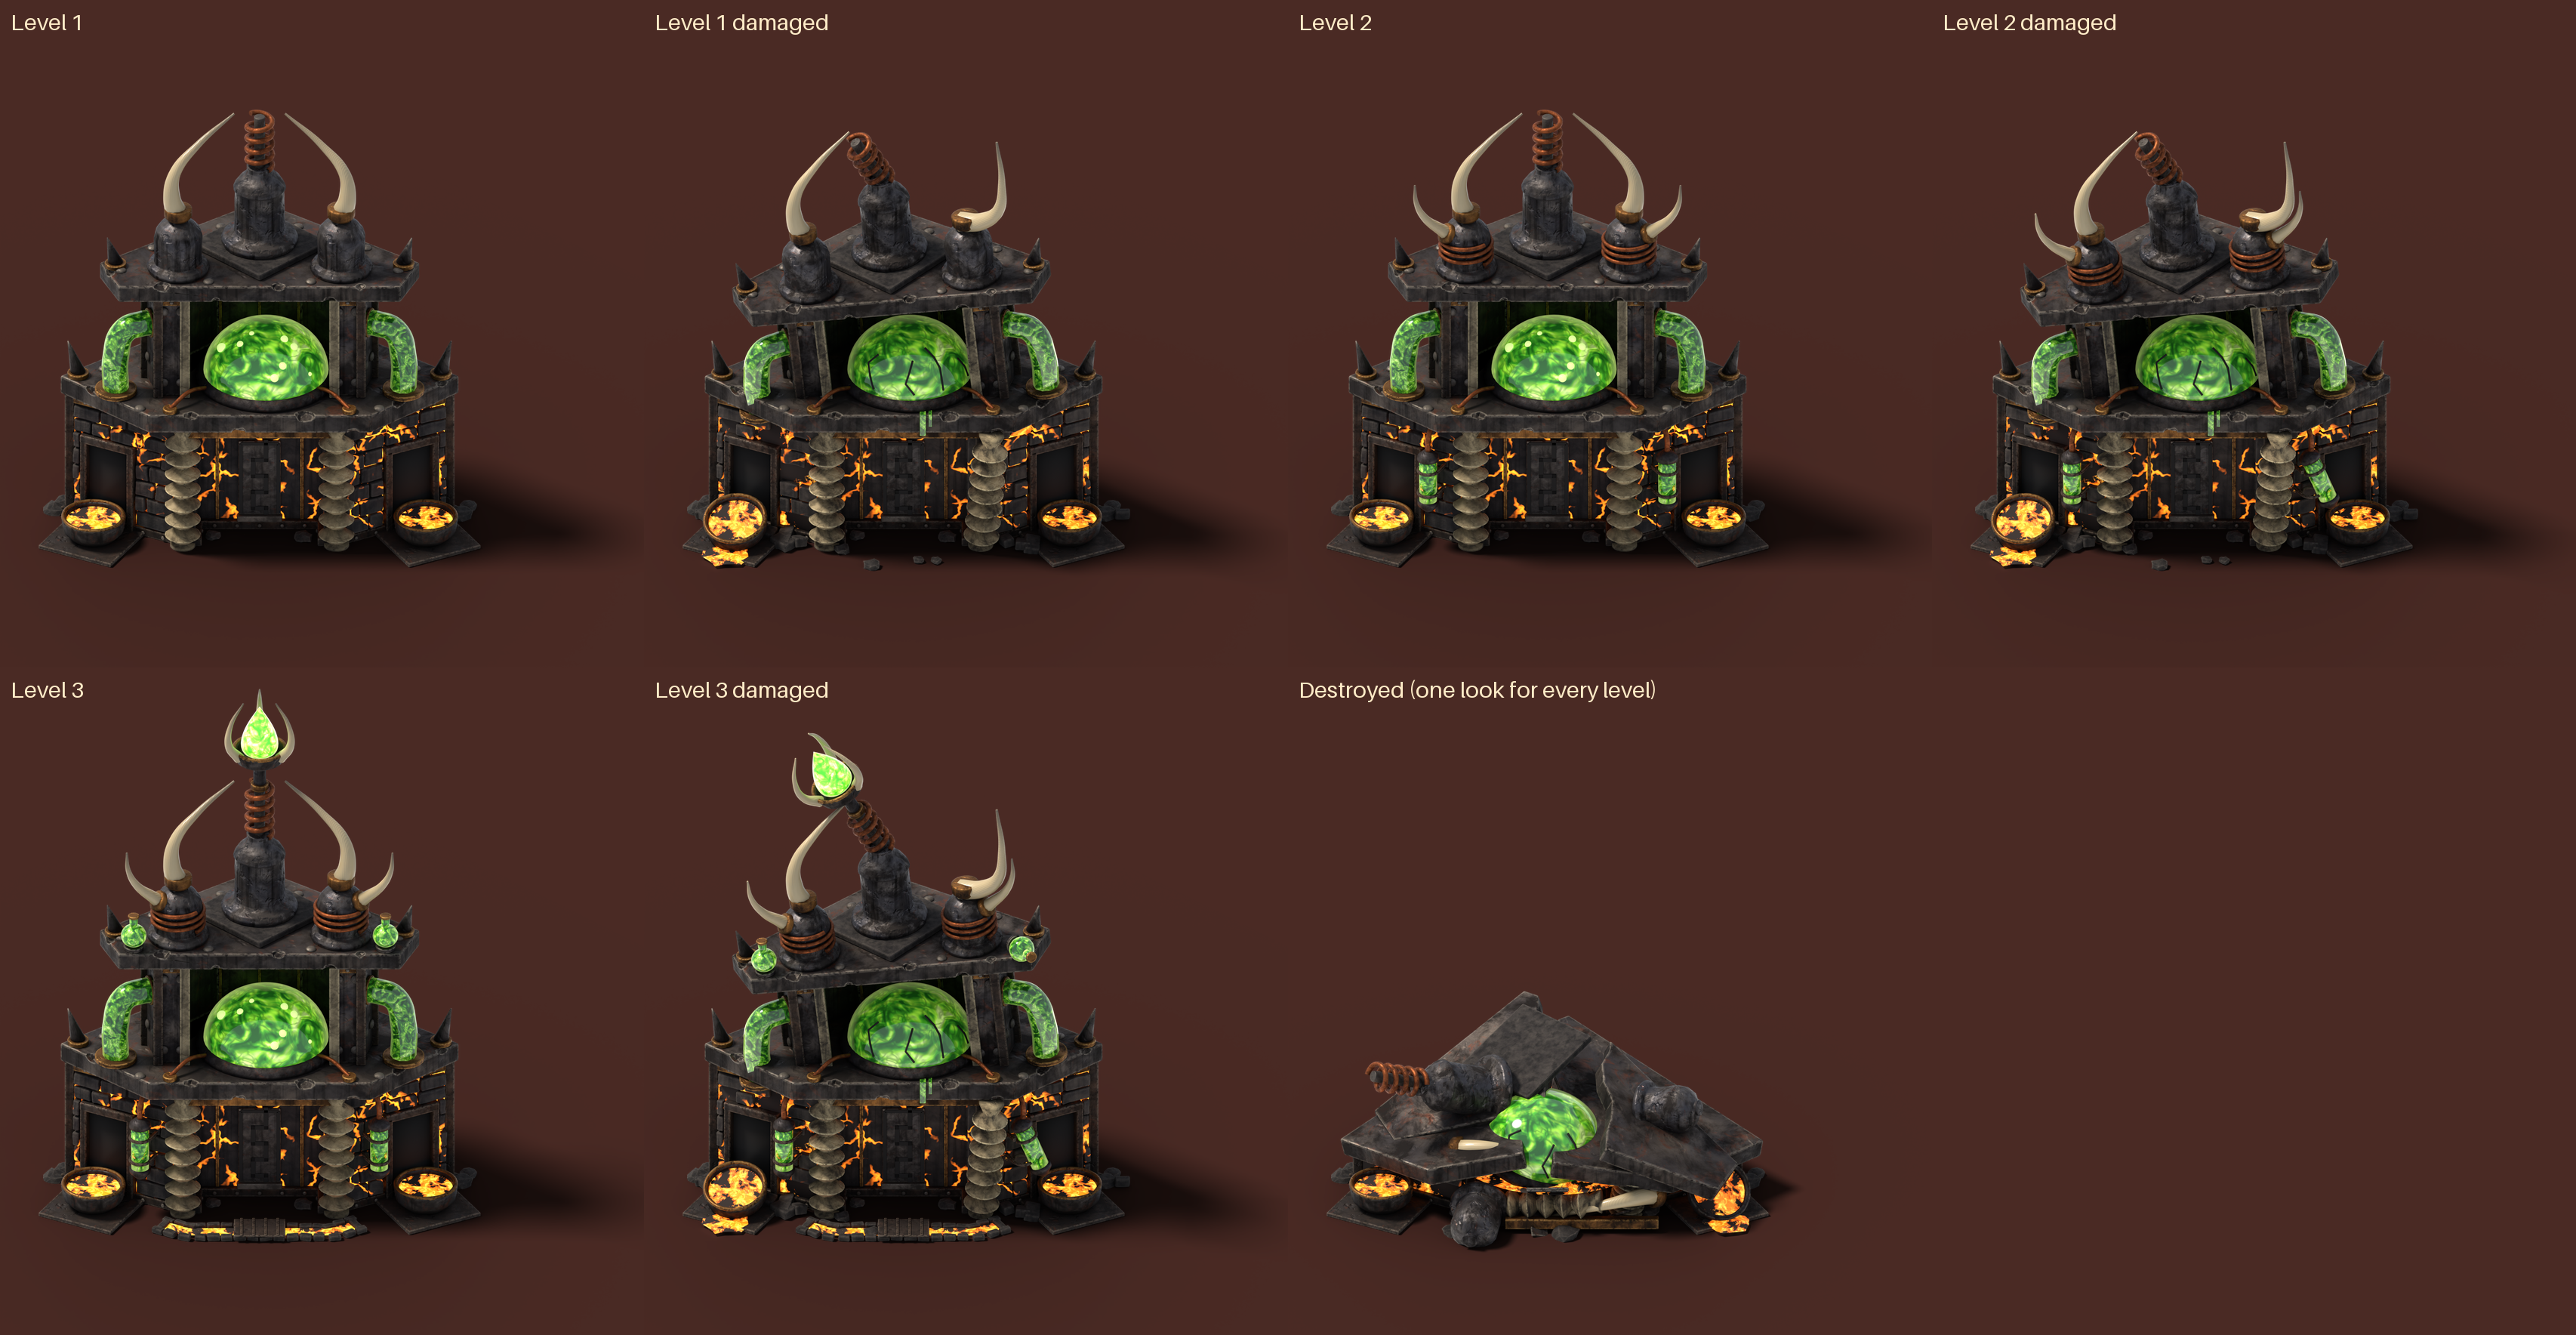 Level 1
Level 1 damaged
Level 2
Level 2 damaged
Level 3
Level 3 damaged
Destroyed (one look for every level)